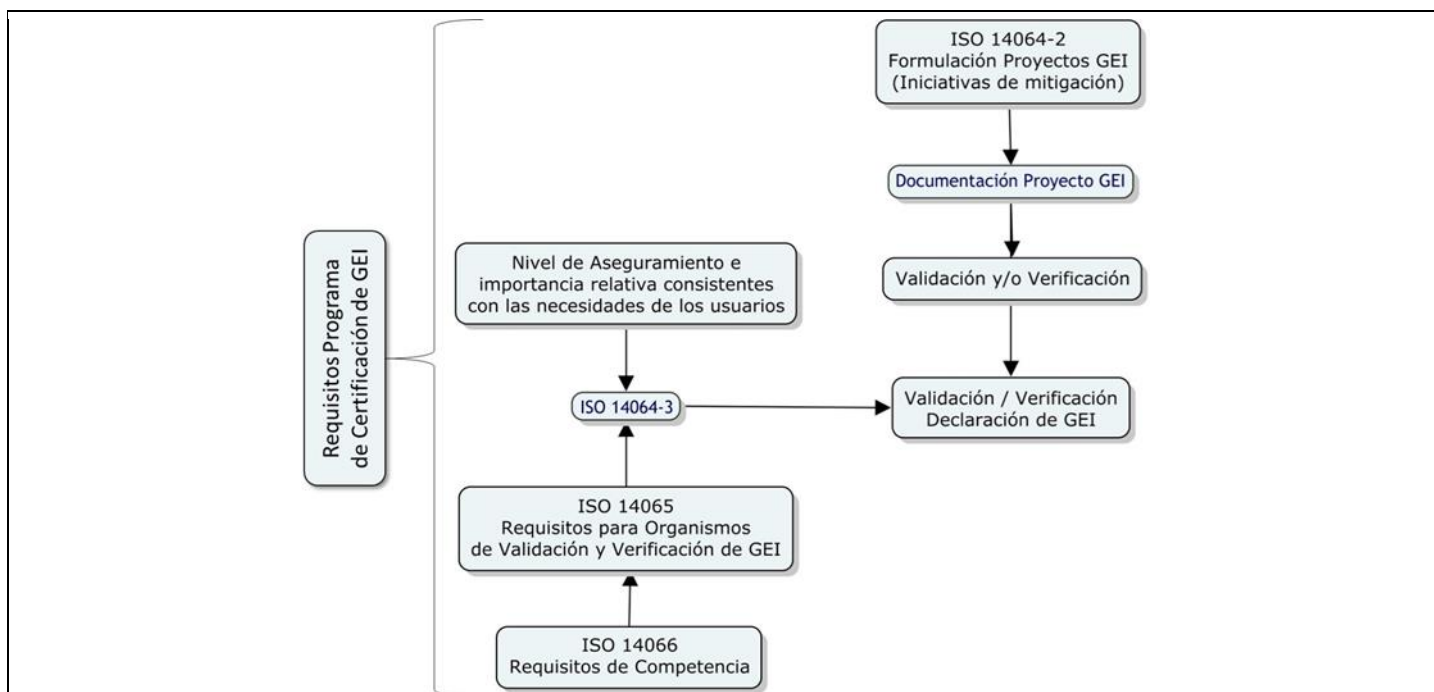 Requisitos Programa
de Certificación de GEI
ISO 14064-2
Formulación Proyectos GEI
(Iniciativas de mitigación)
Documentación Proyecto GEI
Validación y/o Verificación
Nivel de Aseguramiento e
importancia relativa consistentes
con las necesidades de los usuarios
ISO 14064-3
Validación / Verificación
Declaración de GEI
ISO 14065
Requisitos para Organismos
de Validación y Verificación de GEI
ISO 14066
Requisitos de Competencia